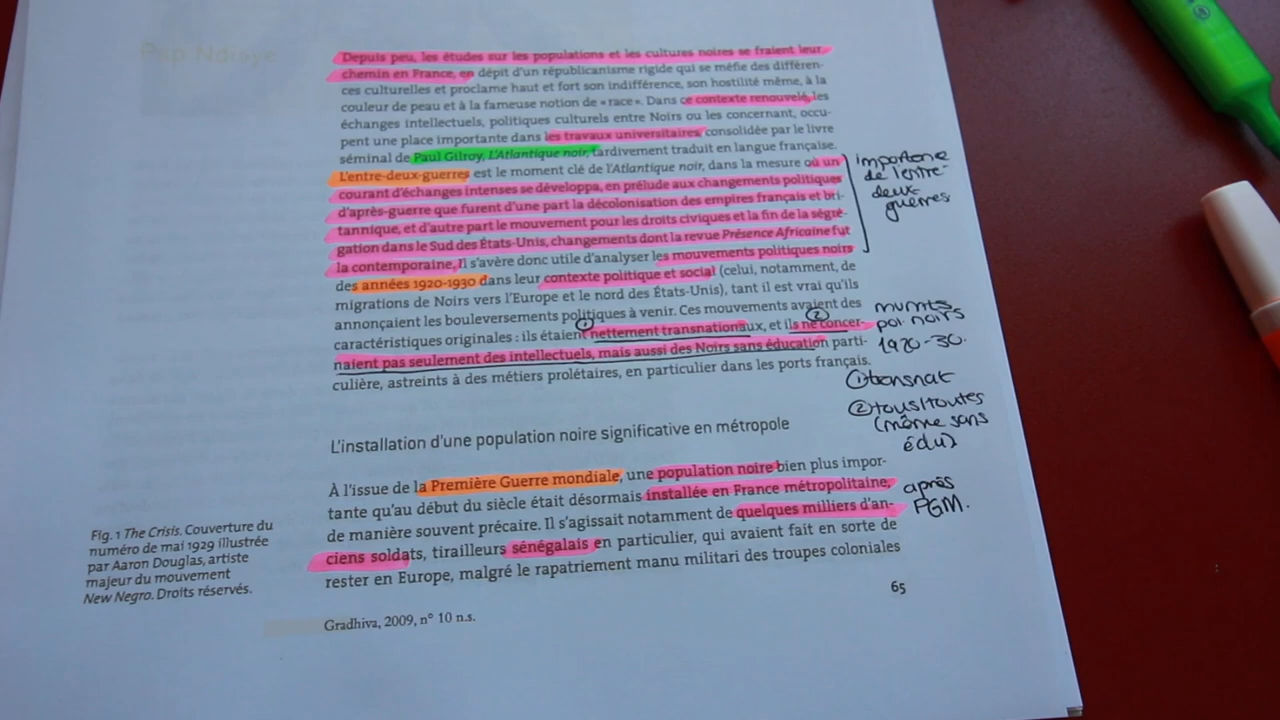 Pap Ndiaye
Depuis peu, les études sur les populations et les cultures noires se fraient leur
chemin en France, en dépit d'un républicanisme rigide qui se méfie des différen-
ces culturelles et proclame haut et fort son indifférence, son hostilité même, à la
couleur de peau et à la fameuse notion de « race ». Dans ce contexte renouvelé, les
échanges intellectuels, politiques culturels entre Noirs ou les concernant, occu-
pent une place importante dans les travaux universitaires consolidée par le livre
séminal de Paul Gilroy, L'Atlantique noir, tardivement traduit en langue française.
L'entre-deux-guerres est le moment clé de l'Atlantique noir, dans la mesure où un
courant d'échanges intenses se développa, en prélude aux changements politiques
d'après-guerre que furent d'une part la décolonisation des empires français et bri-
tannique, et d'autre part le mouvement pour les droits civiques et la fin de la ségré-
gation dans le Sud des États-Unis, changements dont la revue Présence Africaine fut
la contemporaine. Il s'avère donc utile d'analyser les mouvements politiques noirs
des années 1920-1930 dans leur contexte politique et social (celui, notamment, de
migrations de Noirs vers l'Europe et le nord des États-Unis), tant il est vrai qu'ils
annonçaient les bouleversements politiques à venir. Ces mouvements avaient des
caractéristiques originales : ils étaient nettement transnationaux, et ils ne concer-
naient pas seulement des intellectuels, mais aussi des Noirs sans éducation parti-
culière, astreints à des métiers prolétaires, en particulier dans les ports français.
importance
de l'entre-
deux-
guerres
① ②
mvmts
pol. noirs
1920-30.
① transnat
② tous/toutes
(même sans
édu)
L'installation d'une population noire significative en métropole
À l'issue de la Première Guerre mondiale, une population noire bien plus impor-
tante qu'au début du siècle était désormais installée en France métropolitaine,
de manière souvent précaire. Il s'agissait notamment de quelques milliers d'an-
ciens soldats, tirailleurs sénégalais en particulier, qui avaient fait en sorte de
rester en Europe, malgré le rapatriement manu militari des troupes coloniales
après
PGM.
Fig. 1 The Crisis. Couverture du
numéro de mai 1929 illustrée
par Aaron Douglas, artiste
majeur du mouvement
New Negro. Droits réservés.
65
Gradhiva, 2009, n° 10 n.s.